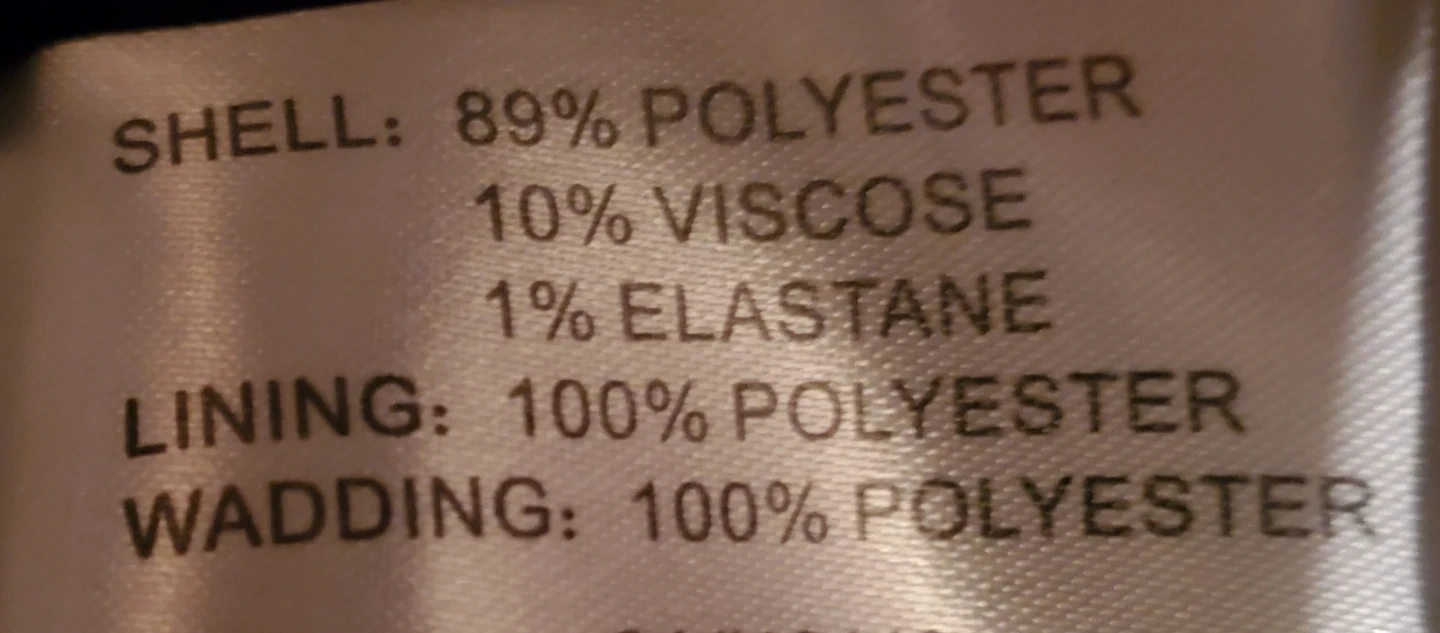 SHELL: 89% POLYESTER
10% VISCOSE
1% ELASTANE
LINING: 100% POLYESTER
WADDING: 100% POLYESTER